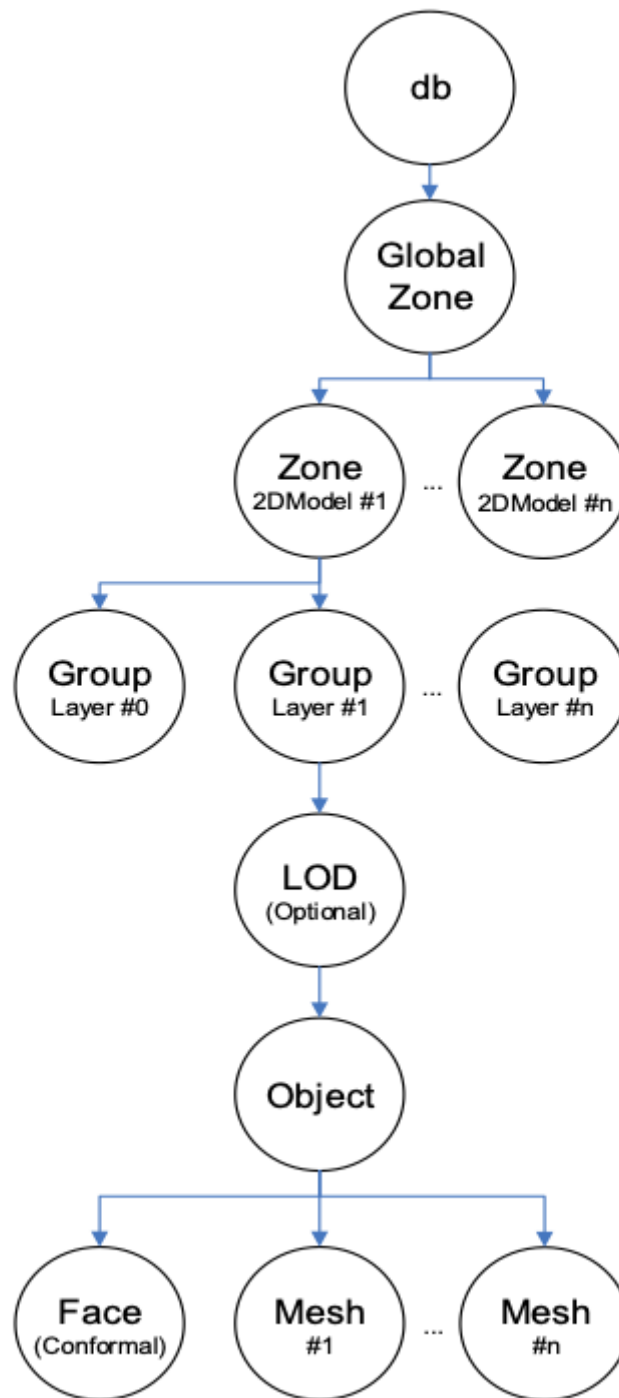 db
Global
Zone
Zone
2DModel #1
...
Zone
2DModel #n
Group
Layer #0
Group
Layer #1
...
Group
Layer #n
LOD
(Optional)
Object
Face
(Conformal)
Mesh
#1
...
Mesh
#n